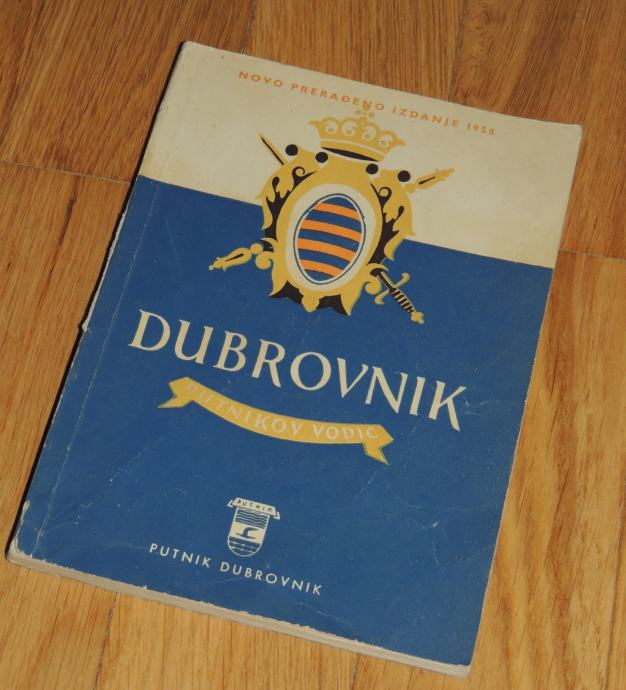 NOVO PRERAĐENO IZDANJE 1958
DUBROVNIK
PUTNIKOV VODIČ
PUTNIK
PUTNIK DUBROVNIK